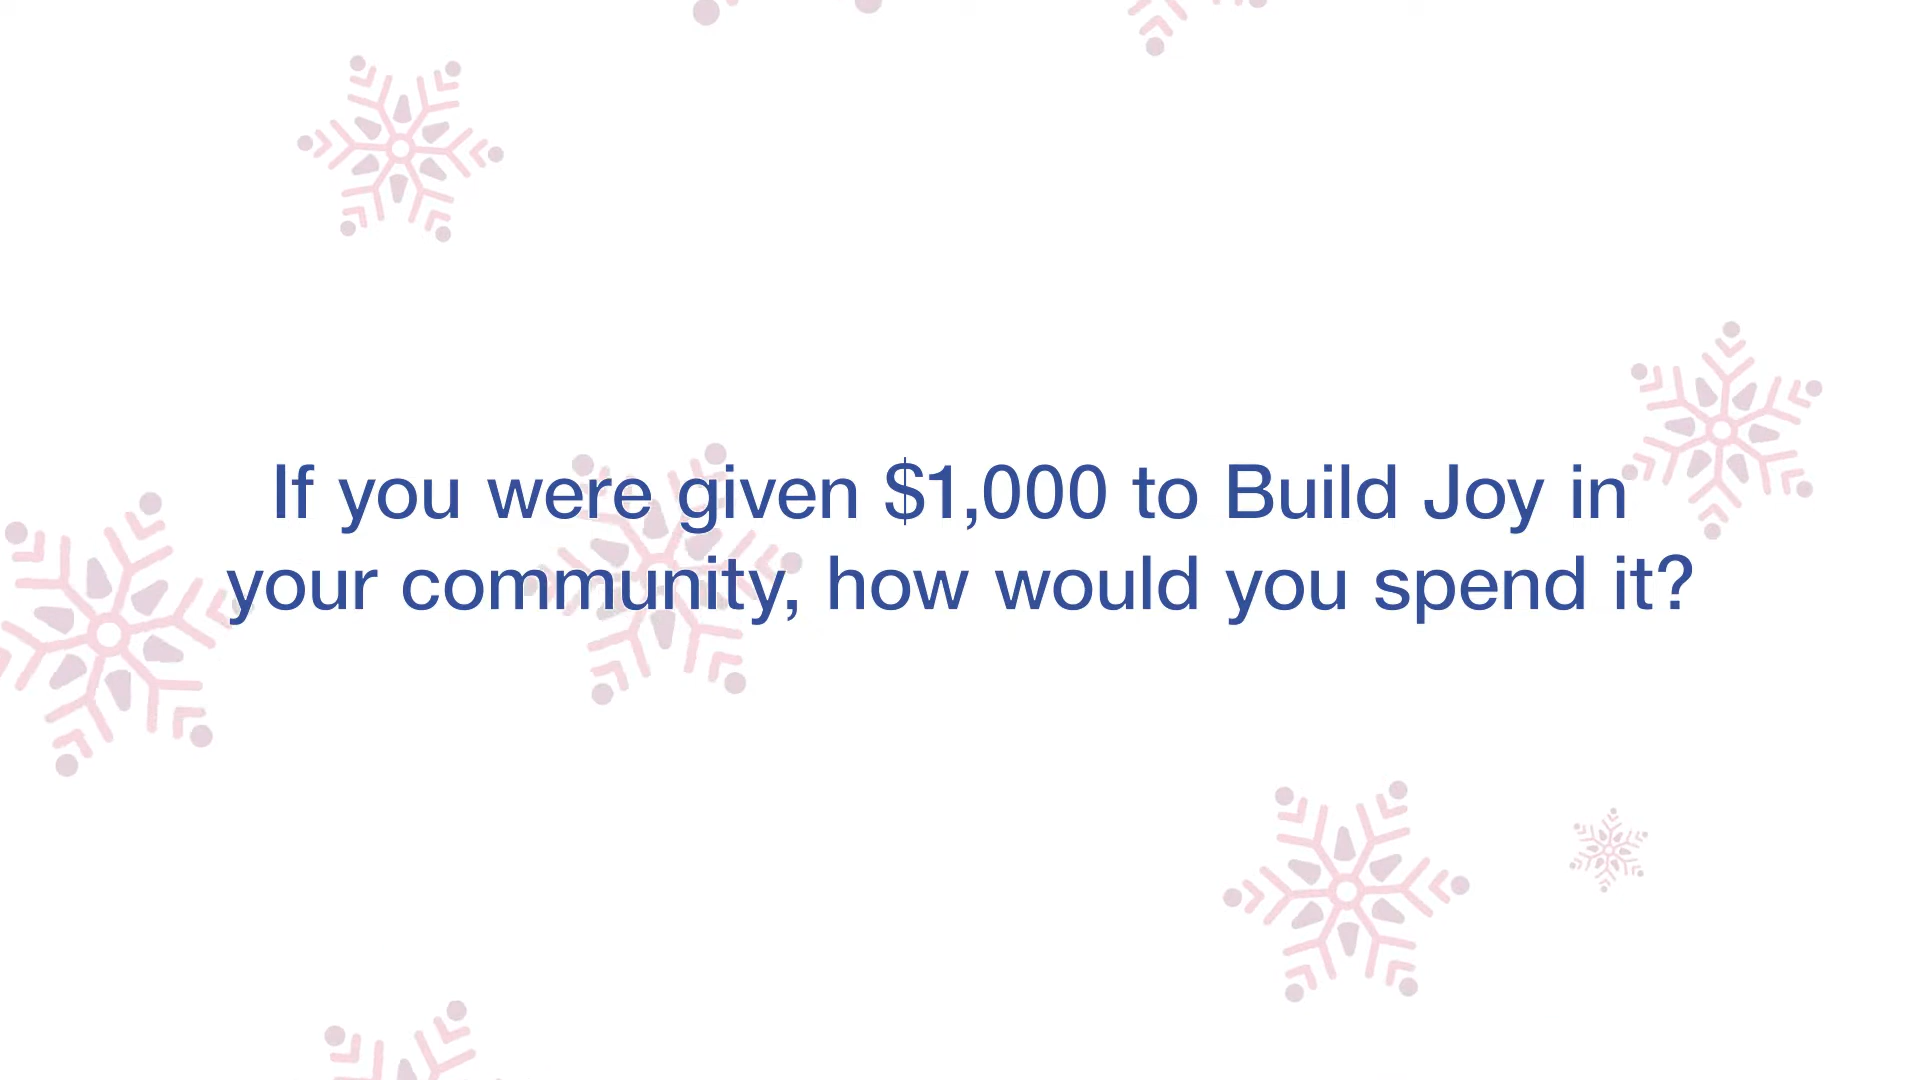 If you were given $1,000 to Build Joy in
your community, how would you spend it?